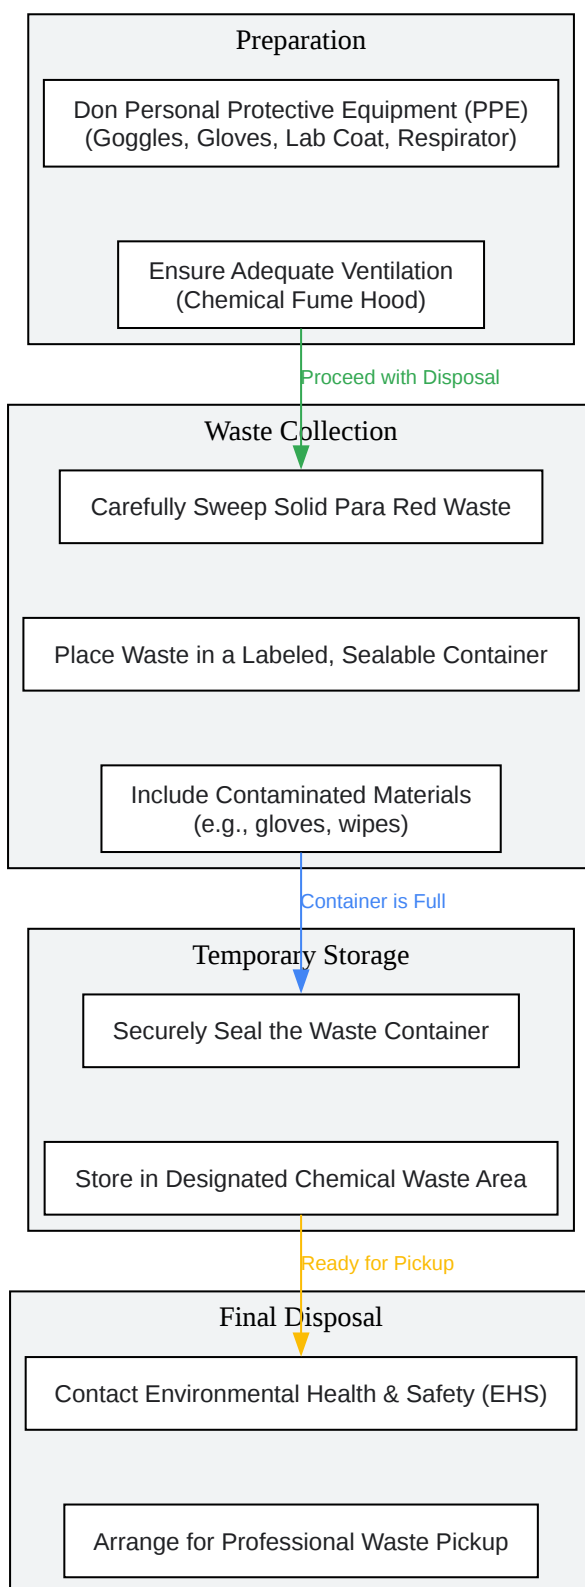 Preparation
Don Personal Protective Equipment (PPE)
(Goggles, Gloves, Lab Coat, Respirator)
Ensure Adequate Ventilation
(Chemical Fume Hood)
Proceed with Disposal
Waste Collection
Carefully Sweep Solid Para Red Waste
Place Waste in a Labeled, Sealable Container
Include Contaminated Materials
(e.g., gloves, wipes)
Container is Full
Temporary Storage
Securely Seal the Waste Container
Store in Designated Chemical Waste Area
Ready for Pickup
Final Disposal
Contact Environmental Health & Safety (EHS)
Arrange for Professional Waste Pickup